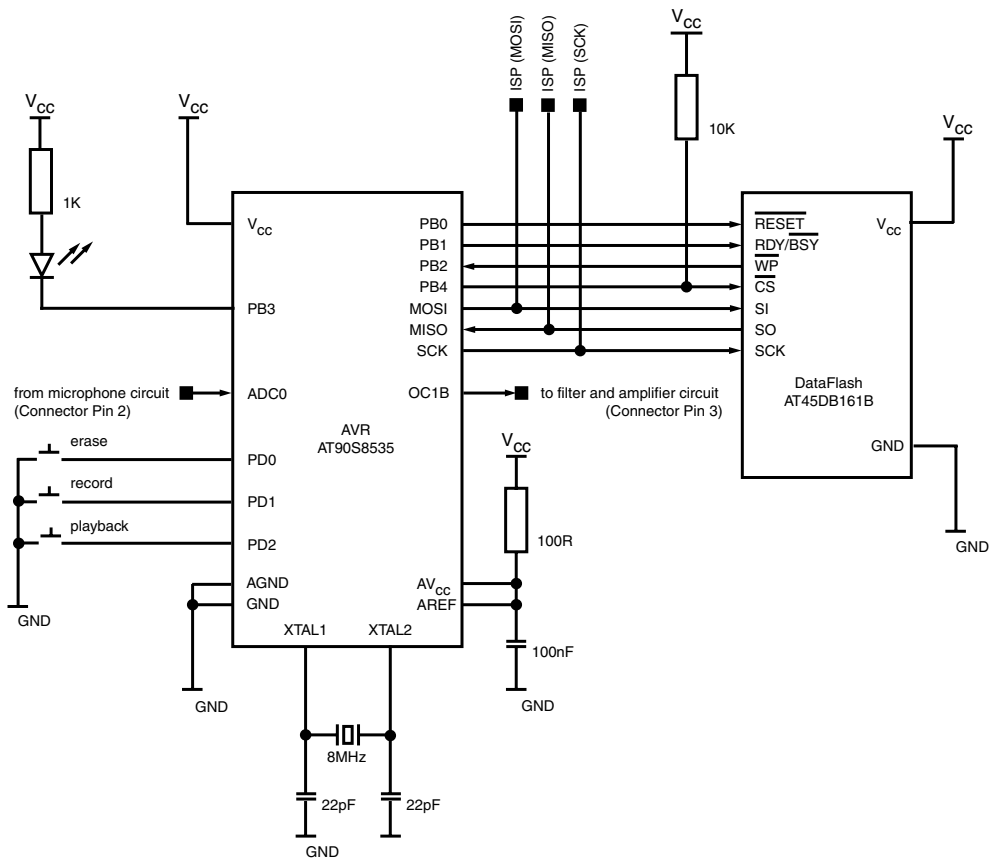 ISP (MOSI)
ISP (MISO)
ISP (SCK)
VCC
10K
VCC
VCC
VCC
1K
VCC
PB3
ADC0
PD0
PD1
PD2
AGND
GND
XTAL1
XTAL2
AVR
AT90S8535
PB0
PB1
PB2
PB4
MOSI
MISO
SCK
OC1B
AVCC
AREF
RESET
RDY/BSY
WP
CS
SI
SO
SCK
VCC
DataFlash
AT45DB161B
GND
GND
from microphone circuit
(Connector Pin 2)
to filter and amplifier circuit
(Connector Pin 3)
erase
record
playback
GND
GND
VCC
100R
100nF
GND
8MHz
22pF
22pF
GND